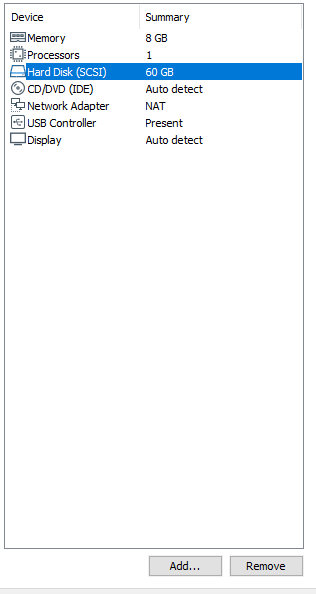 Device Summary
Memory 8 GB
Processors 1
Hard Disk (SCSI) 60 GB
CD/DVD (IDE) Auto detect
Network Adapter NAT
USB Controller Present
Display Auto detect
Add... Remove